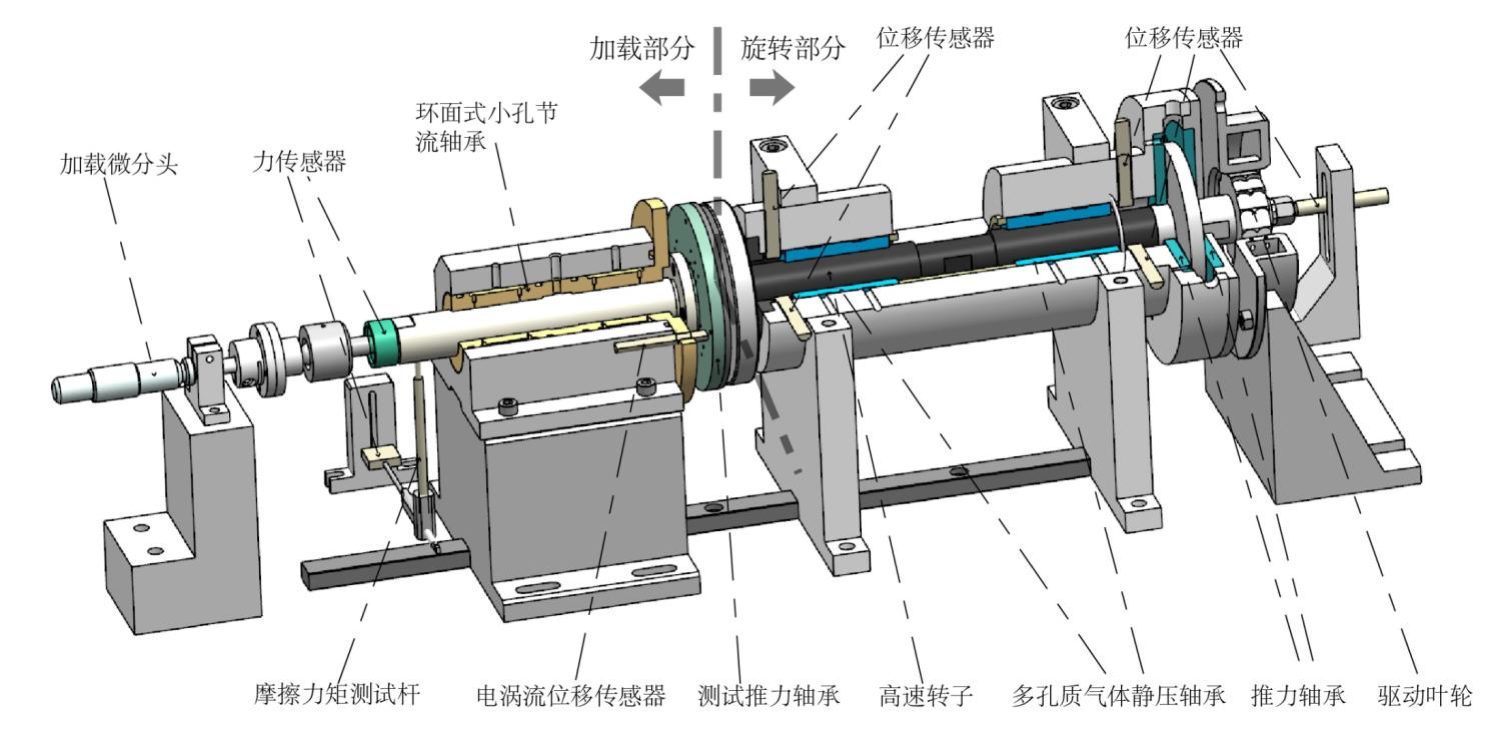 加载部分
旋转部分
位移传感器
位移传感器
环面式小孔节
流轴承
加载微分头
力传感器
摩擦力矩测试杆
电涡流位移传感器
测试推力轴承
高速转子
多孔质气体静压轴承
推力轴承
驱动叶轮